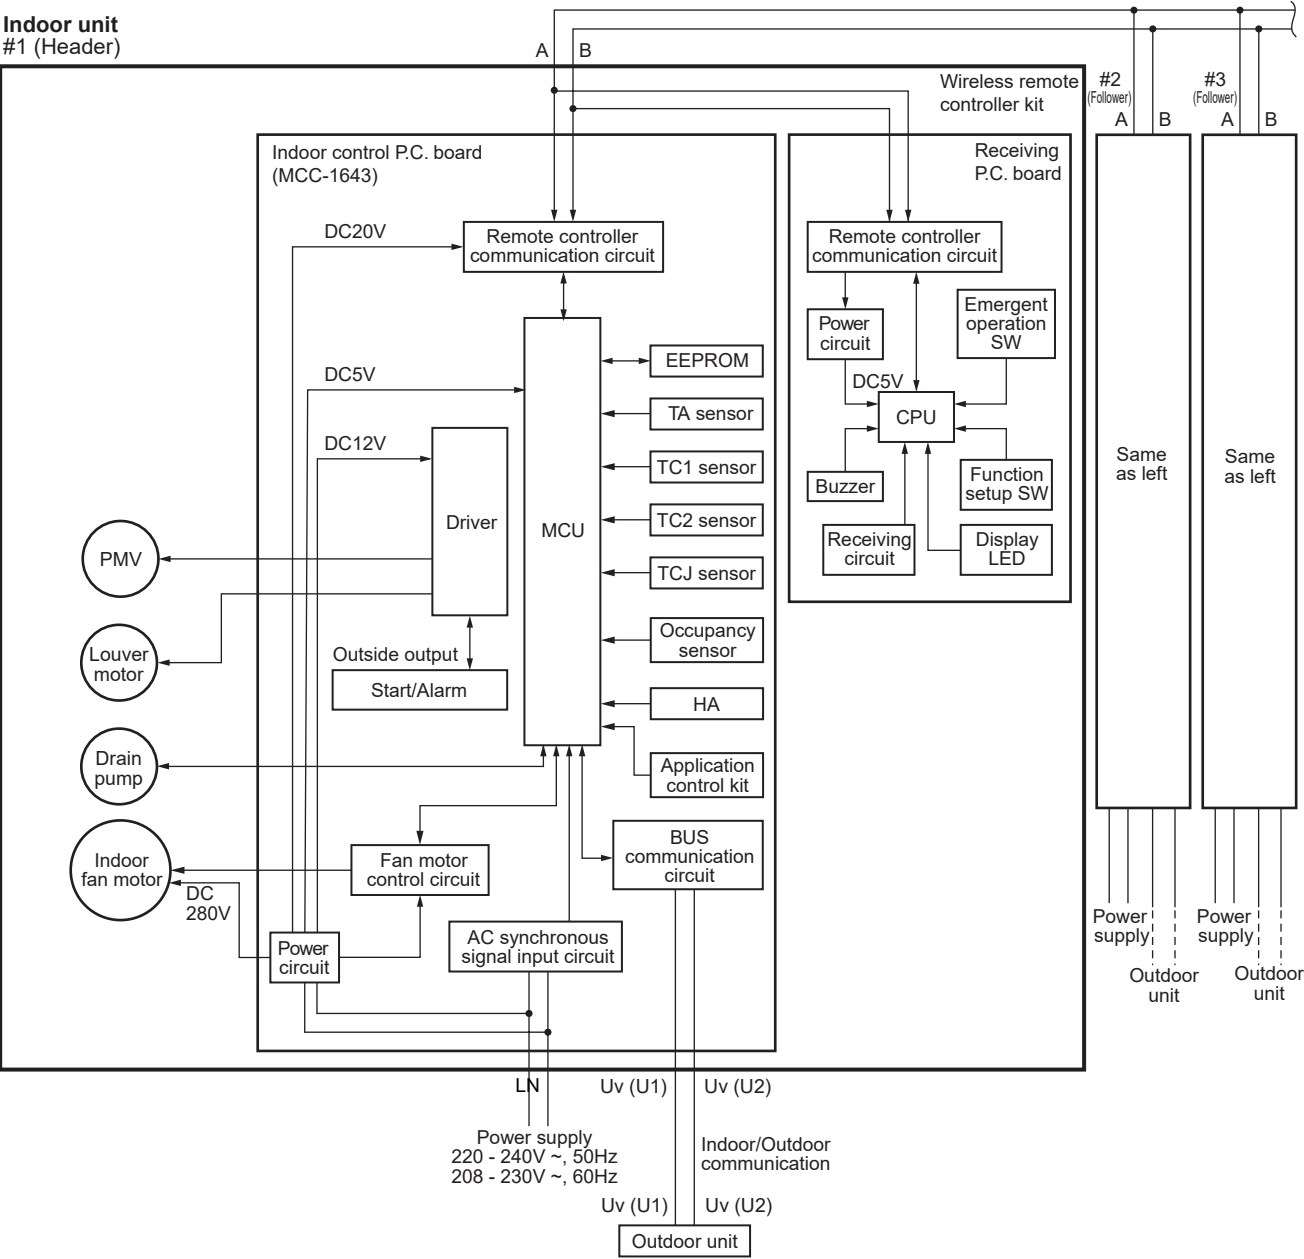 Indoor unit
#1 (Header)
A
B
Wireless remote
controller kit
#2
(Follower)
A
B
#3
(Follower)
A
B
Indoor control P.C. board
(MCC-1643)
Receiving
P.C. board
DC20V
Remote controller
communication circuit
Remote controller
communication circuit
Emergent
operation
SW
Power
circuit
DC5V
EEPROM
DC5V
CPU
TA sensor
DC12V
TC1 sensor
Buzzer
Function
setup SW
Same
as left
Same
as left
Driver
MCU
TC2 sensor
Receiving
circuit
Display
LED
PMV
TCJ sensor
Louver
motor
Outside output
Start/Alarm
Occupancy
sensor
HA
Drain
pump
Application
control kit
Indoor
fan motor
Fan motor
control circuit
BUS
communication
circuit
DC
280V
Power
circuit
AC synchronous
signal input circuit
Power
supply
Outdoor
unit
Power
supply
Outdoor
unit
LN
Uv (U1)
Uv (U2)
Power supply
220 - 240V ~, 50Hz
208 - 230V ~, 60Hz
Indoor/Outdoor
communication
Uv (U1)
Uv (U2)
Outdoor unit